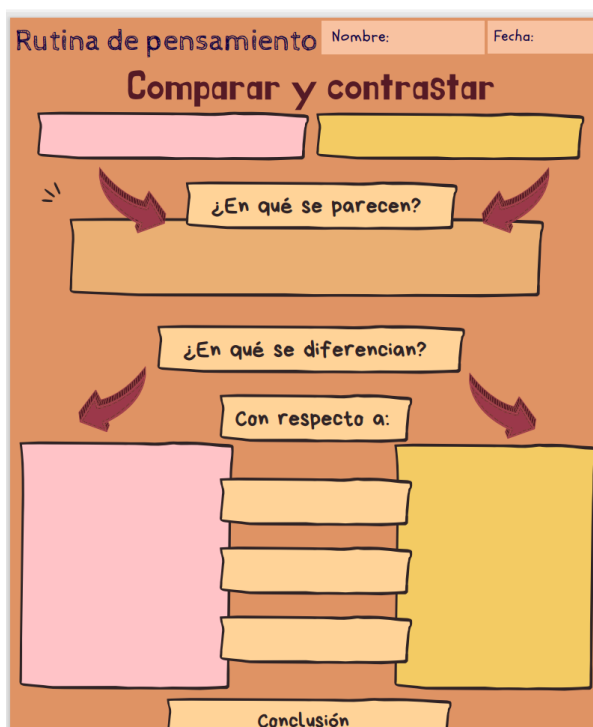 Rutina de pensamiento
Nombre:
Fecha:
Comparar y contrastar
¿En qué se parecen?
¿En qué se diferencian?
Con respecto a:
Conclusión